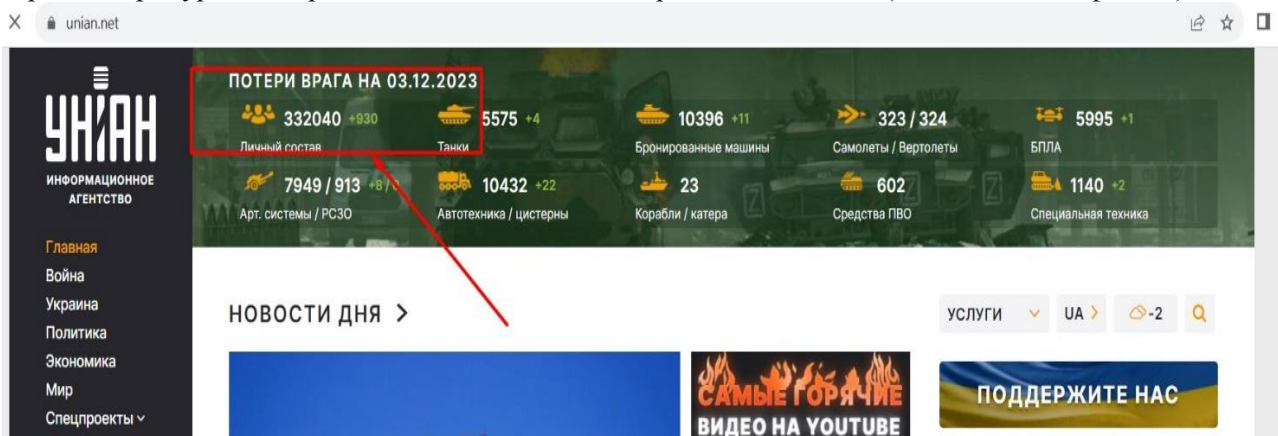 unian.net
УНІАН
ИНФОРМАЦИОННОЕ
АГЕНТСТВО
Главная
Война
Украина
Политика
Экономика
Мир
Спецпроекты
ПОТЕРИ ВРАГА НА 03.12.2023
332040 +930
Личный состав
5575 +4
Танки
10396 +11
Бронированные машины
323 / 324
Самолеты / Вертолеты
5995 +1
БПЛА
7949 / 913 +8 /
Арт. системы / РСЗО
10432 +22
Автотехника / цистерны
23
Корабли / катера
602
Средства ПВО
1140 +2
Специальная техника
НОВОСТИ ДНЯ >
УСЛУГИ
UA >
-2
САМЫЕ ГОРЯЧИЕ
ВИДЕО НА YOUTUBE
ПОДДЕРЖИТЕ НАС